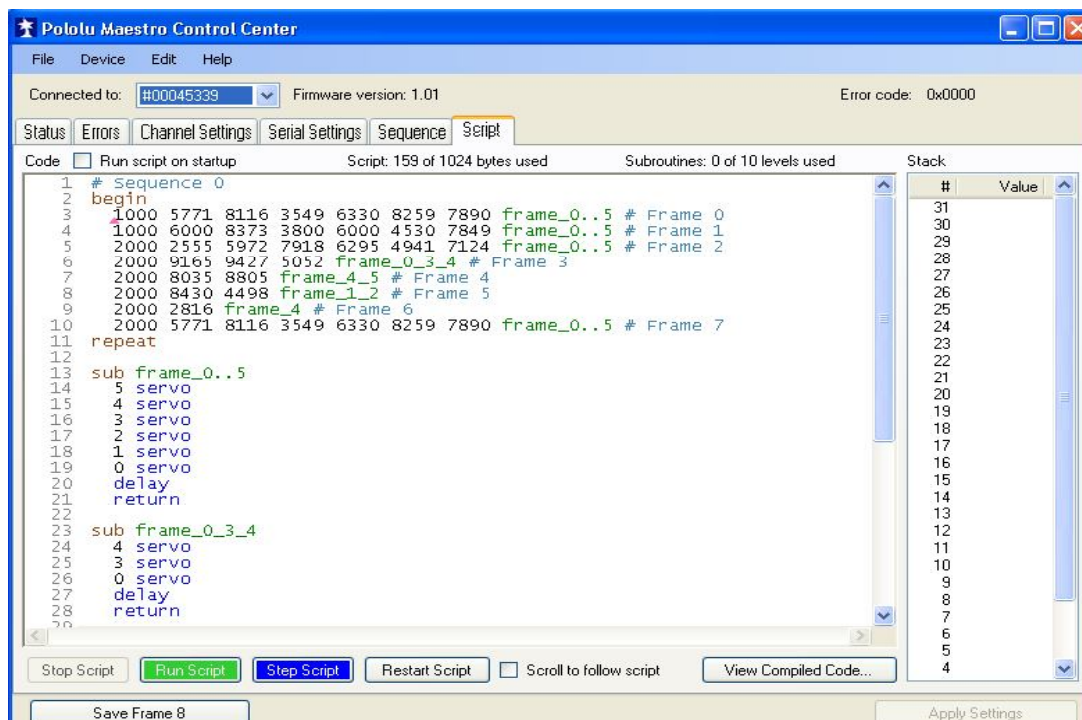 Pololu Maestro Control Center
File Device Edit Help
Connected to: #00045339 Firmware version: 1.01 Error code: 0x0000
Status Errors Channel Settings Serial Settings Sequence Script
Code Run script on startup Script: 159 of 1024 bytes used Subroutines: 0 of 10 levels used Stack
# Value
1 # Sequence 0
2 begin
3 1000 5771 8116 3549 6330 8259 7890 frame_0..5 # Frame 0
4 1000 6000 8373 3800 6000 4530 7849 frame_0..5 # Frame 1
5 2000 2555 5972 7918 6295 4941 7124 frame_0..5 # Frame 2
6 2000 9165 9427 5052 frame_0_3_4 # Frame 3
7 2000 8035 8805 frame_4_5 # Frame 4
8 2000 8430 4498 frame_1_2 # Frame 5
9 2000 2816 frame_4 # Frame 6
10 2000 5771 8116 3549 6330 8259 7890 frame_0..5 # Frame 7
11 repeat
12
13 sub frame_0..5
14 5 servo
15 4 servo
16 3 servo
17 2 servo
18 1 servo
19 0 servo
20 delay
21 return
22
23 sub frame_0_3_4
24 4 servo
25 3 servo
26 0 servo
27 delay
28 return
29
31
30
29
28
27
26
25
24
23
22
21
20
19
18
17
16
15
14
13
12
11
10
9
8
7
6
5
4
Stop Script Run Script Step Script Restart Script Scroll to follow script View Compiled Code...
Save Frame 8 Apply Settings